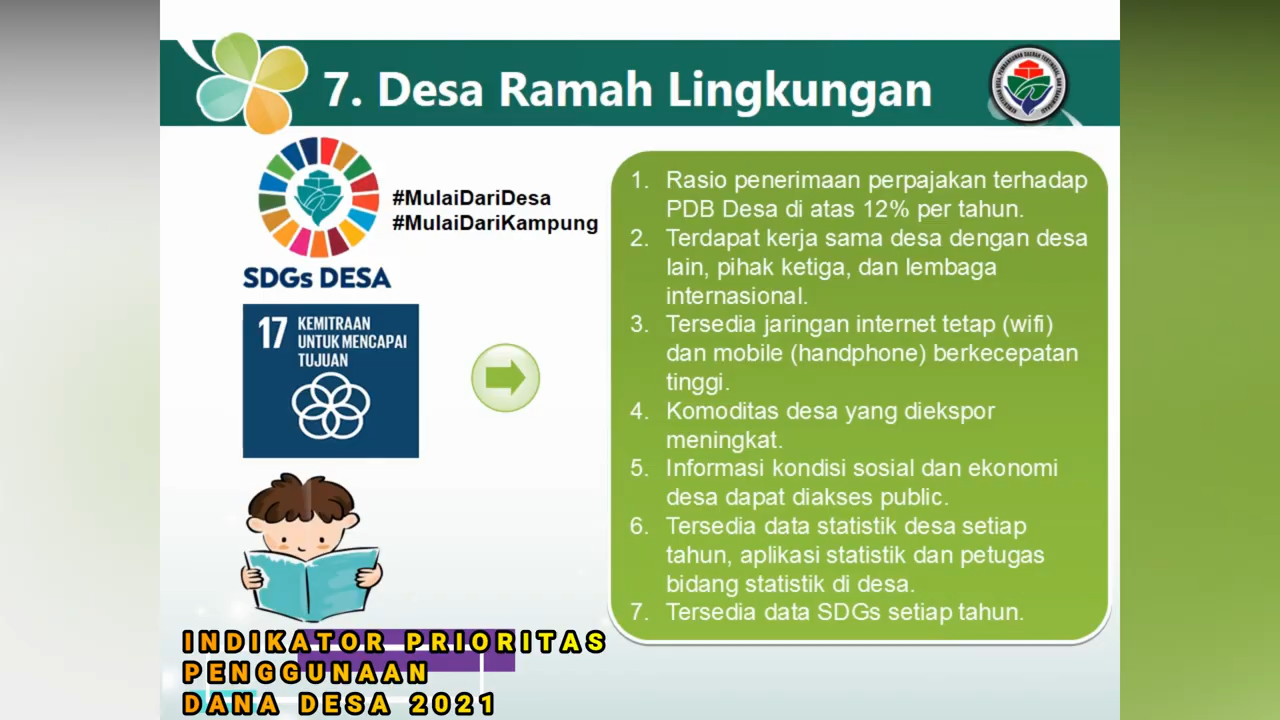 7. Desa Ramah Lingkungan
#MulaiDariDesa
#MulaiDariKampung
SDGs DESA
17 KEMITRAAN
UNTUK MENCAPAI
TUJUAN
1. Rasio penerimaan perpajakan terhadap
PDB Desa di atas 12% per tahun.
2. Terdapat kerja sama desa dengan desa
lain, pihak ketiga, dan lembaga
internasional.
3. Tersedia jaringan internet tetap (wifi)
dan mobile (handphone) berkecepatan
tinggi.
4. Komoditas desa yang diekspor
meningkat.
5. Informasi kondisi sosial dan ekonomi
desa dapat diakses public.
6. Tersedia data statistik desa setiap
tahun, aplikasi statistik dan petugas
bidang statistik di desa.
7. Tersedia data SDGs setiap tahun.
INDIKATOR PRIORITAS
PENGGUNAAN
DANA DESA 2021